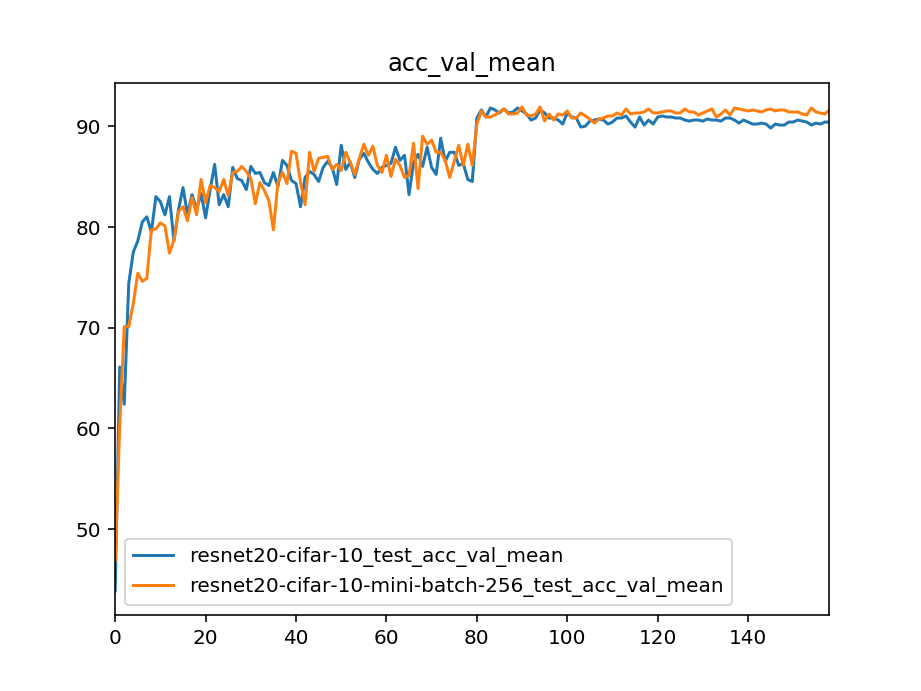 acc_val_mean
90
80
70
60
50
resnet20-cifar-10_test_acc_val_mean
resnet20-cifar-10-mini-batch-256_test_acc_val_mean
0 20 40 60 80 100 120 140